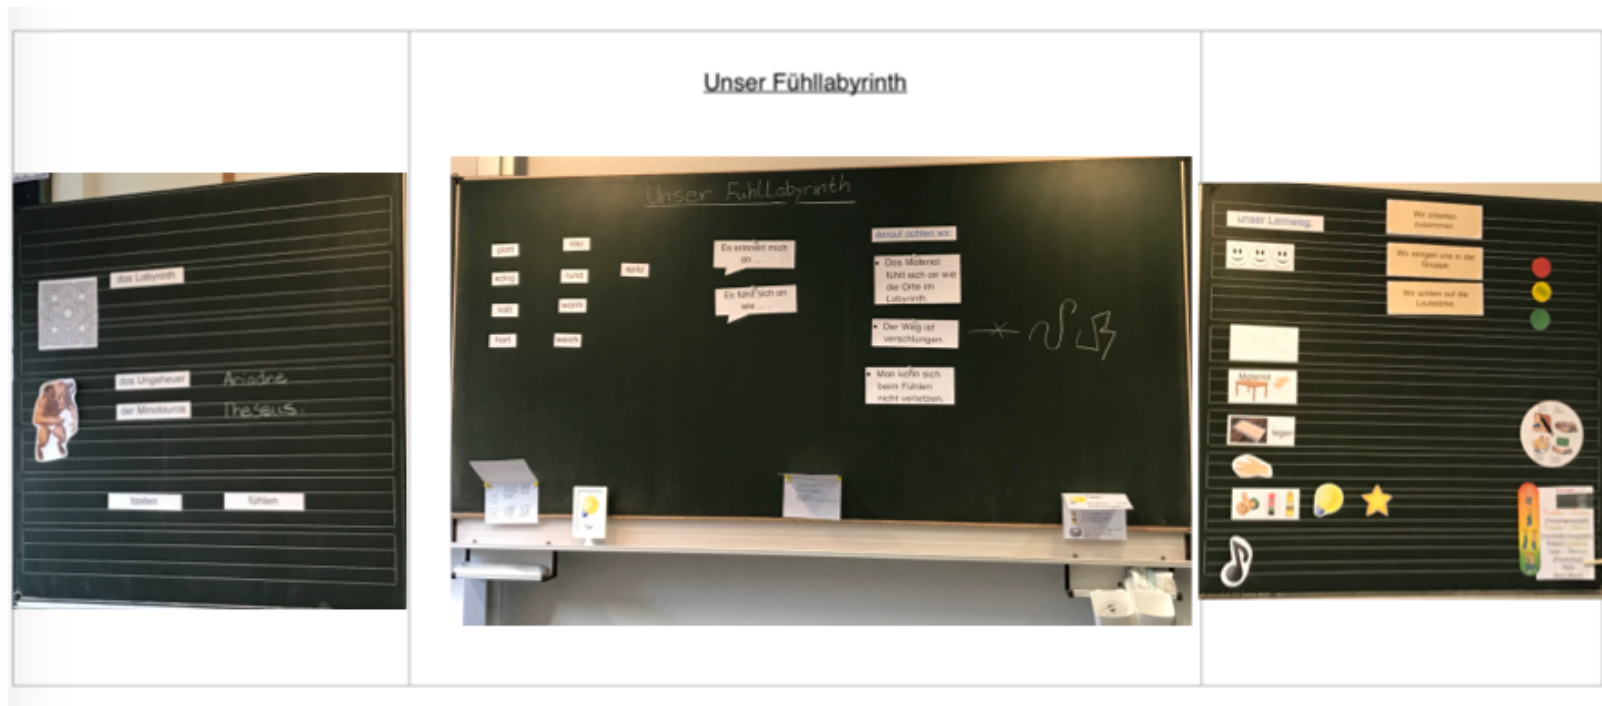 Unser Fühllabyrinth
das Labyrinth
das Ungeheuer
Ariadne
der Minotauros
Theseus
tasten
fühlen
Unser Fühllabyrinth
glatt
rau
eckig
rund
spitz
kalt
warm
hart
weich
Es erinnert mich
an ... .
Es fühlt sich an
wie ... .
darauf achten wir:
• Das Material
fühlt sich an wie
die Orte im
Labyrinth.
• Der Weg ist
verschlungen.
• Man kann sich
beim Fühlen
nicht verletzen.
unser Lernweg:
Wir arbeiten
zusammen.
Wir einigen uns in der
Gruppe.
Wir achten auf die
Lautstärke.
Material
legen